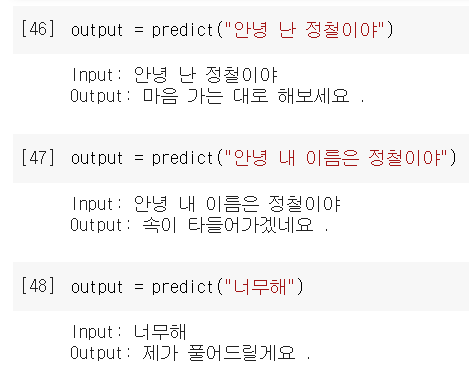 [46] output = predict("안녕 난 정철이야")
Input: 안녕 난 정철이야
Output: 마음 가는 대로 해보세요 .
[47] output = predict("안녕 내 이름은 정철이야")
Input: 안녕 내 이름은 정철이야
Output: 속이 타들어가겠네요 .
[48] output = predict("너무해")
Input: 너무해
Output: 제가 풀어드릴게요 .